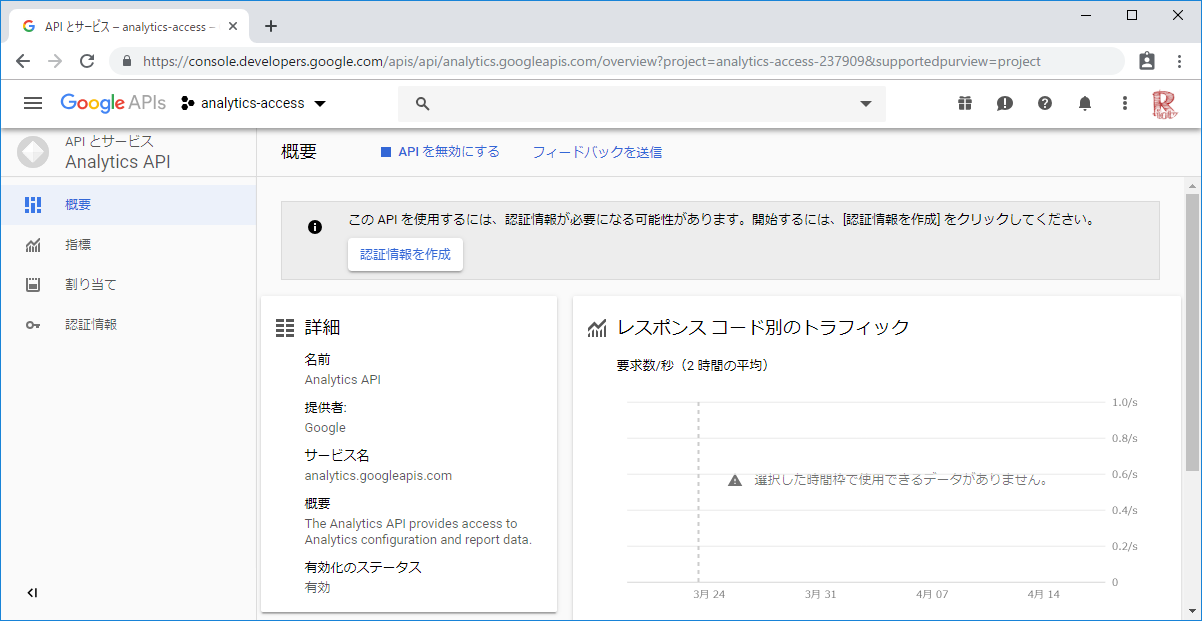 API とサービス – analytics-access –
https://console.developers.google.com/apis/api/analytics.googleapis.com/overview?project=analytics-access-237909&supportedpurview=project
Google APIs
analytics-access
API とサービス
Analytics API
概要
API を無効にする
フィードバックを送信
概要
指標
割り当て
認証情報
この API を使用するには、認証情報が必要になる可能性があります。開始するには、[認証情報を作成] をクリックしてください。
認証情報を作成
詳細
名前
Analytics API
提供者:
Google
サービス名
analytics.googleapis.com
概要
The Analytics API provides access to
Analytics configuration and report data.
有効化のステータス
有効
レスポンス コード別のトラフィック
要求数/秒（2 時間の平均）
1.0/s
0.8/s
0.6/s
選択した時間枠で使用できるデータがありません。
0.4/s
0.2/s
0
3月 24
3月 31
4月 07
4月 14